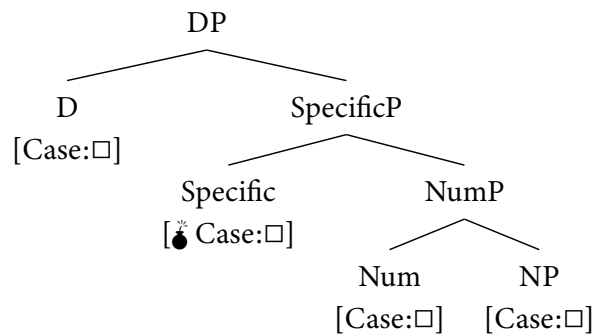 DP
D SpecificP
[Case:□]
Specific NumP
[💣Case:□]
Num NP
[Case:□] [Case:□]